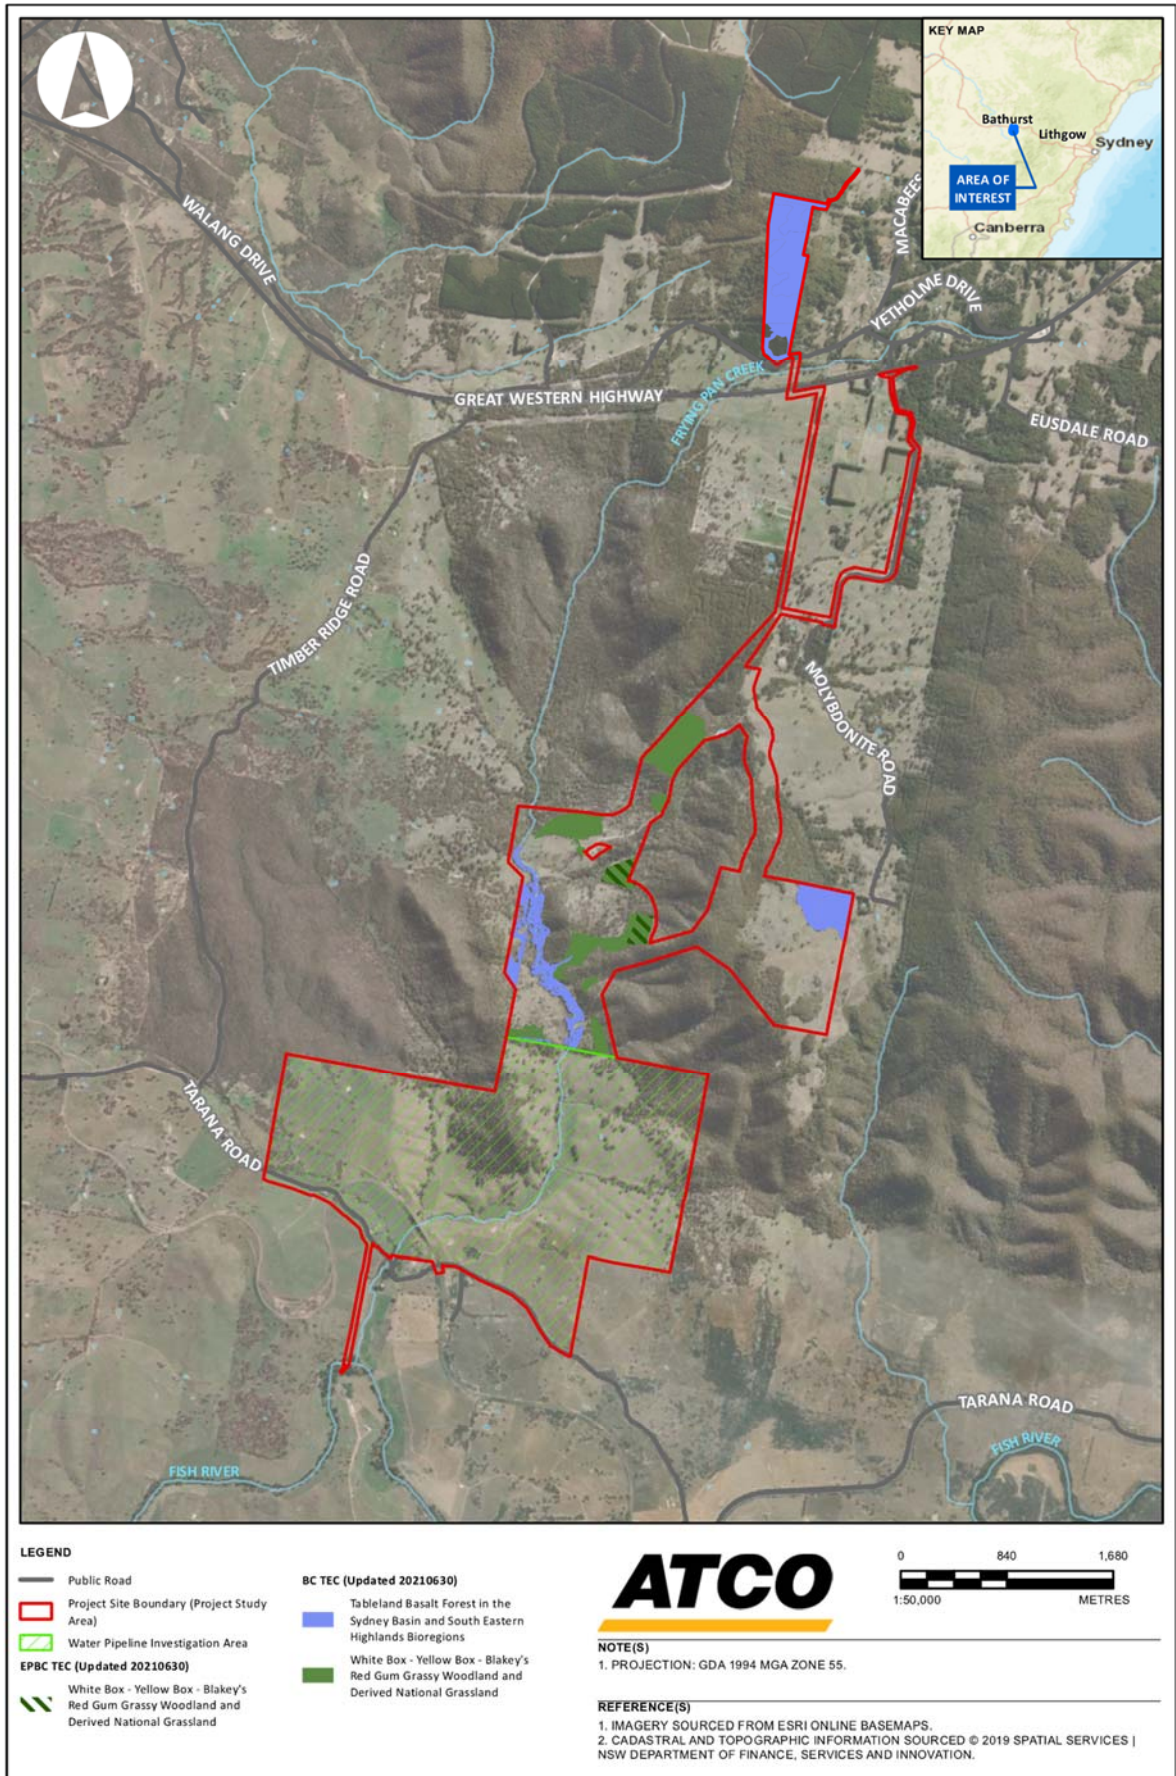 KEY MAP
Bathurst
Lithgow
Sydney
AREA OF
INTEREST
Canberra
WALANG DRIVE
MACABEES
YETHOLME DRIVE
FRYING PAN CREEK
GREAT WESTERN HIGHWAY
EUSDALE ROAD
TIMBER RIDGE ROAD
MOLYBDONITE ROAD
TARANA ROAD
TARANA ROAD
FISH RIVER
FISH RIVER
LEGEND
Public Road
Project Site Boundary (Project Study
Area)
Water Pipeline Investigation Area
EPBC TEC (Updated 20210630)
White Box - Yellow Box - Blakey's
Red Gum Grassy Woodland and
Derived National Grassland
BC TEC (Updated 20210630)
Tableland Basalt Forest in the
Sydney Basin and South Eastern
Highlands Bioregions
White Box - Yellow Box - Blakey's
Red Gum Grassy Woodland and
Derived National Grassland
ATCO
0 840 1,680
1:50,000 METRES
NOTE(S)
1. PROJECTION: GDA 1994 MGA ZONE 55.
REFERENCE(S)
1. IMAGERY SOURCED FROM ESRI ONLINE BASEMAPS.
2. CADASTRAL AND TOPOGRAPHIC INFORMATION SOURCED © 2019 SPATIAL SERVICES |
NSW DEPARTMENT OF FINANCE, SERVICES AND INNOVATION.